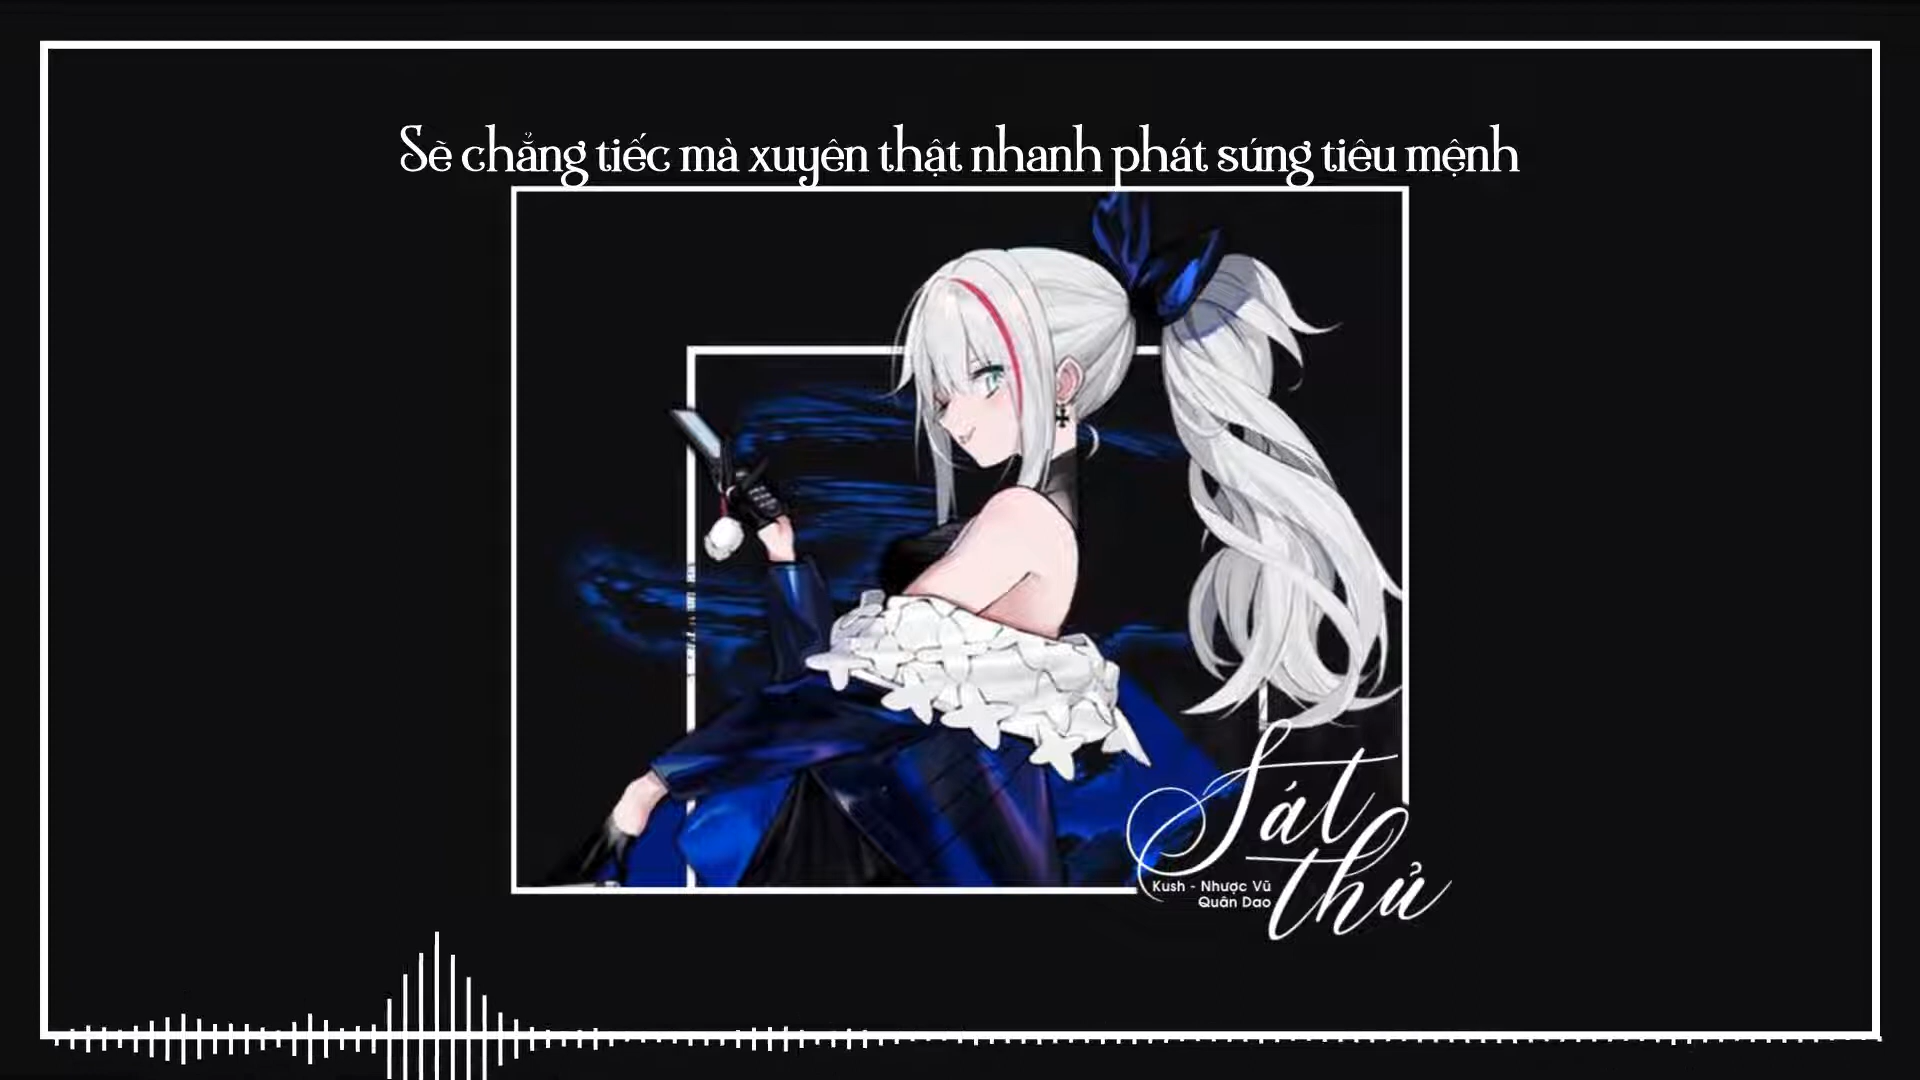 Sẽ chẳng tiếc mà xuyên thật nhanh phát súng tiêu mệnh
Sát
thủ
Kush - Nhược Vũ
Quân Dao